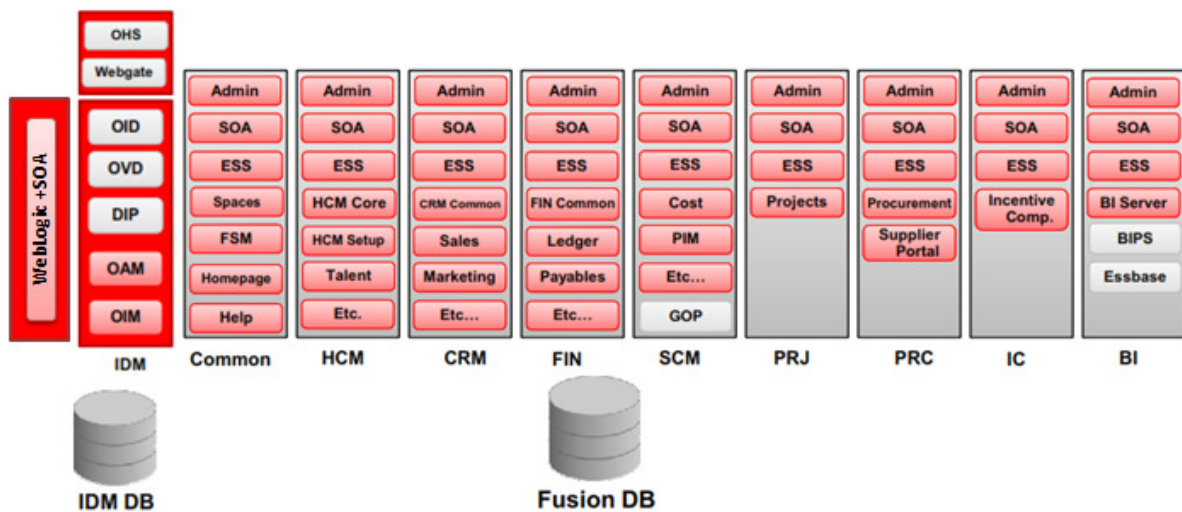 OHS
Webgate
Weblogic +SOA
OID
OVD
DIP
OAM
OIM
IDM
Admin
SOA
ESS
Spaces
FSM
Homepage
Help
Common
Admin
SOA
ESS
HCM Core
HCM Setup
Talent
Etc.
HCM
Admin
SOA
ESS
CRM Common
Sales
Marketing
Etc...
CRM
Admin
SOA
ESS
FIN Common
Ledger
Payables
Etc...
FIN
Admin
SOA
ESS
Cost
PIM
Etc...
GOP
SCM
Admin
SOA
ESS
Projects
PRJ
Admin
SOA
ESS
Procurement
Supplier
Portal
PRC
Admin
SOA
ESS
Incentive
Comp.
IC
Admin
SOA
ESS
BI Server
BIPS
Essbase
BI
IDM DB
Fusion DB